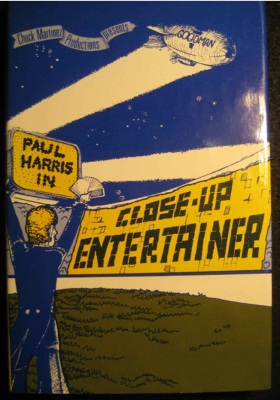 Chuck Martinez
Productions presents
GOODMAN
PAUL
HARRIS
IN
CLOSE-UP
ENTERTAINER